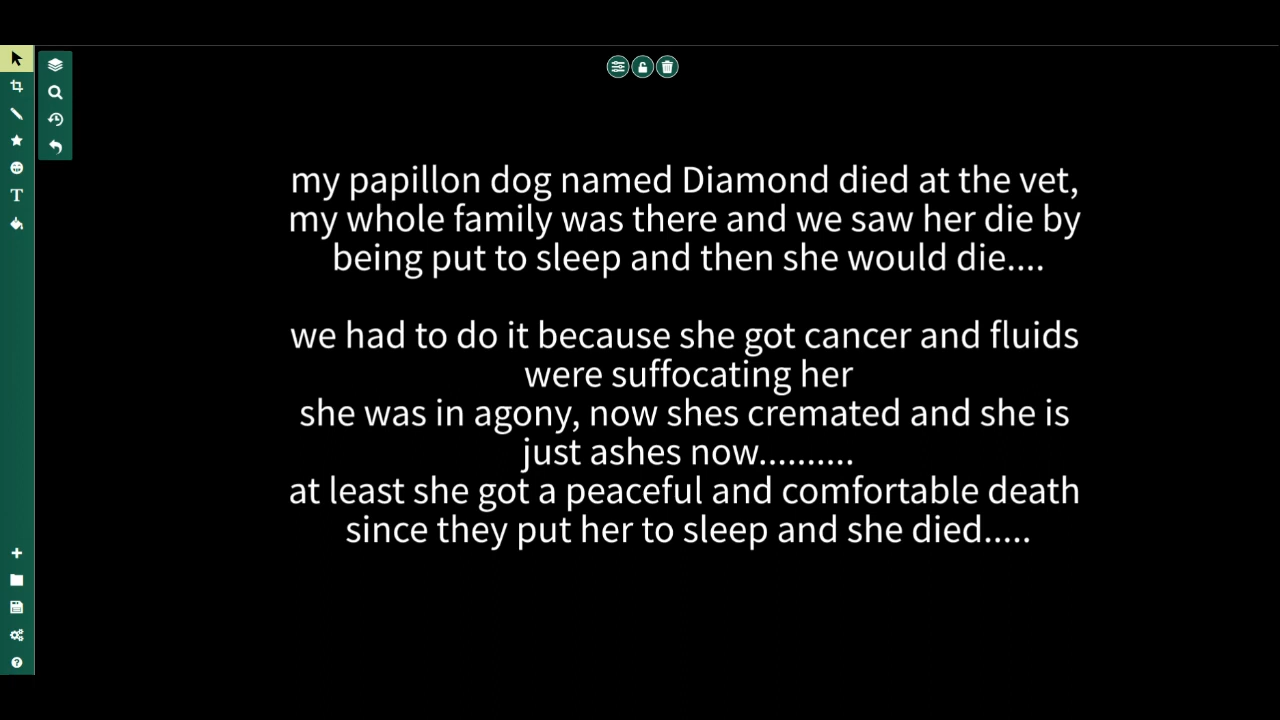 my papillon dog named Diamond died at the vet,
my whole family was there and we saw her die by
being put to sleep and then she would die....
we had to do it because she got cancer and fluids
were suffocating her
she was in agony, now shes cremated and she is
just ashes now..........
at least she got a peaceful and comfortable death
since they put her to sleep and she died.....